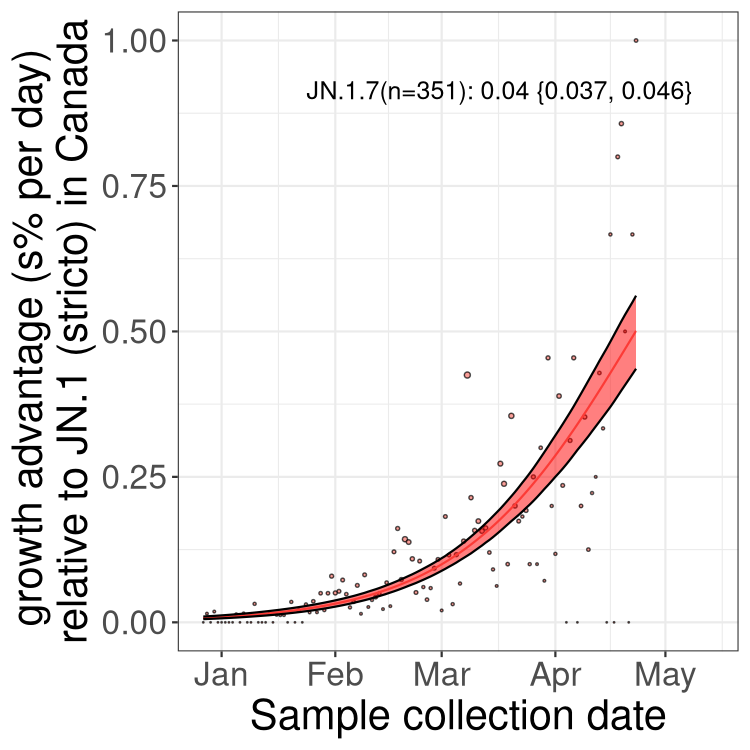 growth advantage (s% per day)
relative to JN.1 (stricto) in Canada
1.00
0.75
0.50
0.25
0.00
JN.1.7(n=351): 0.04 {0.037, 0.046}
Jan Feb Mar Apr May
Sample collection date